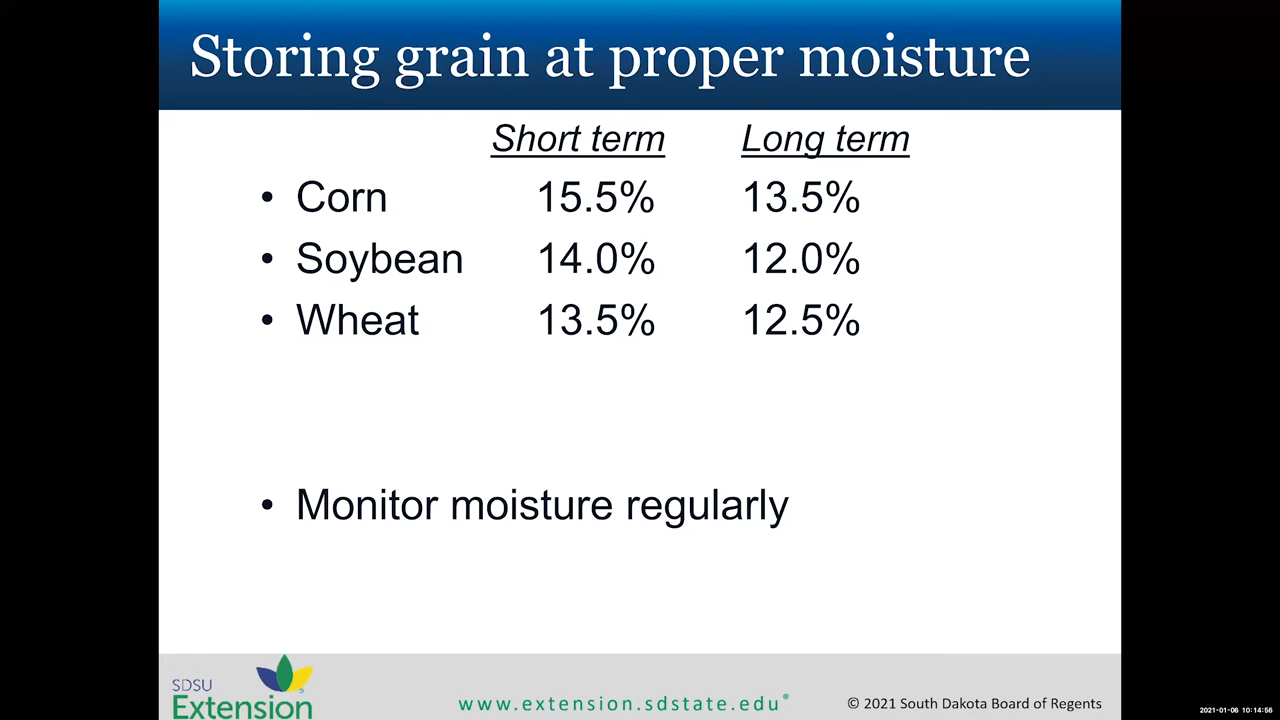 Storing grain at proper moisture
Short term Long term
• Corn 15.5% 13.5%
• Soybean 14.0% 12.0%
• Wheat 13.5% 12.5%
• Monitor moisture regularly
SDSU
Extension
www.extension.sdstate.edu®
© 2021 South Dakota Board of Regents
2021-01-06 10:14:56